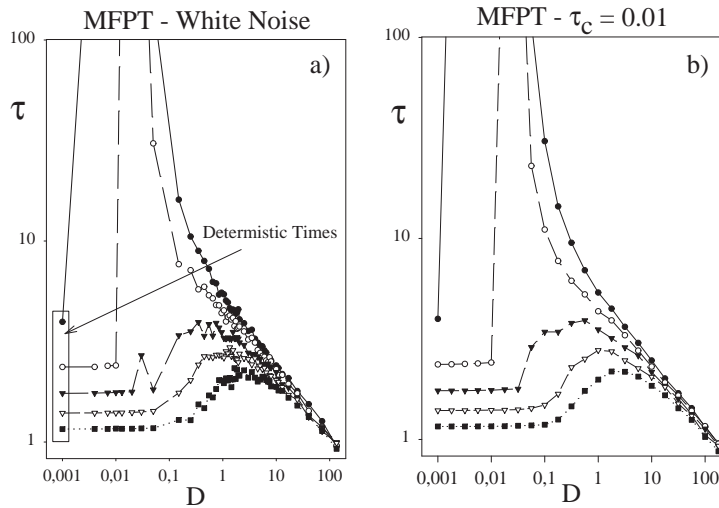 MFPT - White Noise
100
a)
τ
Determistic Times
10
1
0,001 0,01 0,1 1 10 100
D
MFPT - τc = 0.01
100
b)
τ
10
1
0,001 0,01 0,1 1 10 100
D